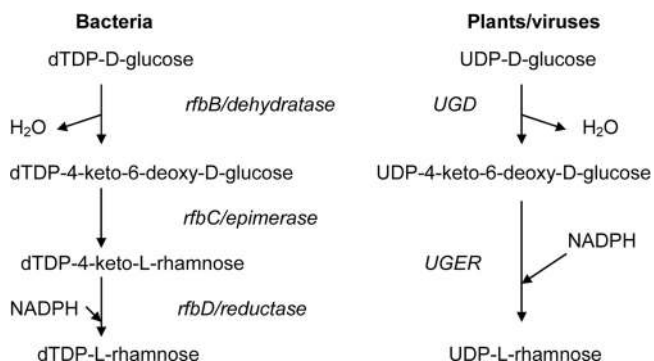 Bacteria
dTDP-D-glucose
rfbB/dehydratase
H2O
dTDP-4-keto-6-deoxy-D-glucose
rfbC/epimerase
dTDP-4-keto-L-rhamnose
NADPH
rfbD/reductase
dTDP-L-rhamnose
Plants/viruses
UDP-D-glucose
UGD
H2O
UDP-4-keto-6-deoxy-D-glucose
NADPH
UGER
UDP-L-rhamnose